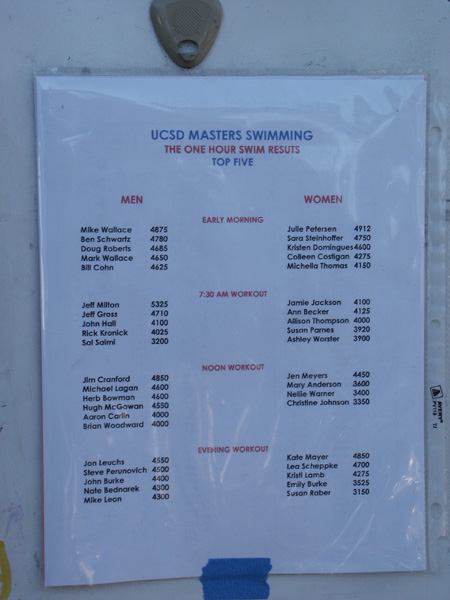 UCSD MASTERS SWIMMING
THE ONE HOUR SWIM RESUTS
TOP FIVE
MEN WOMEN
EARLY MORNING
Mike Wallace 4875 Julie Petersen 4912
Ben Schwartz 4780 Sara Steinhoffer 4750
Doug Roberts 4685 Kristen Domingues 4600
Mark Wallace 4650 Colleen Costigan 4275
Bill Cohn 4625 Michella Thomas 4150
7:30 AM WORKOUT
Jeff Milton 5325 Jamie Jackson 4100
Jeff Gross 4710 Ann Becker 4125
John Hall 4100 Allison Thompson 4000
Rick Kronick 4025 Susan Parnes 3920
Sal Saimi 3200 Ashley Worster 3900
NOON WORKOUT
Jim Cranford 4850 Jen Meyers 4450
Michael Lagan 4600 Mary Anderson 3600
Herb Bowman 4600 Nellie Warner 3400
Hugh McGowan 4550 Christine Johnson 3350
Aaron Carlin 4000
Brian Woodward 4000
EVENING WORKOUT
Jon Leuchs 4550 Kate Mayer 4850
Steve Perunovich 4500 Lea Scheppke 4700
John Burke 4400 Kristi Lamb 4275
Nate Bednarek 4300 Emily Burke 3525
Mike Leon 4300 Susan Raber 3150
AVERY